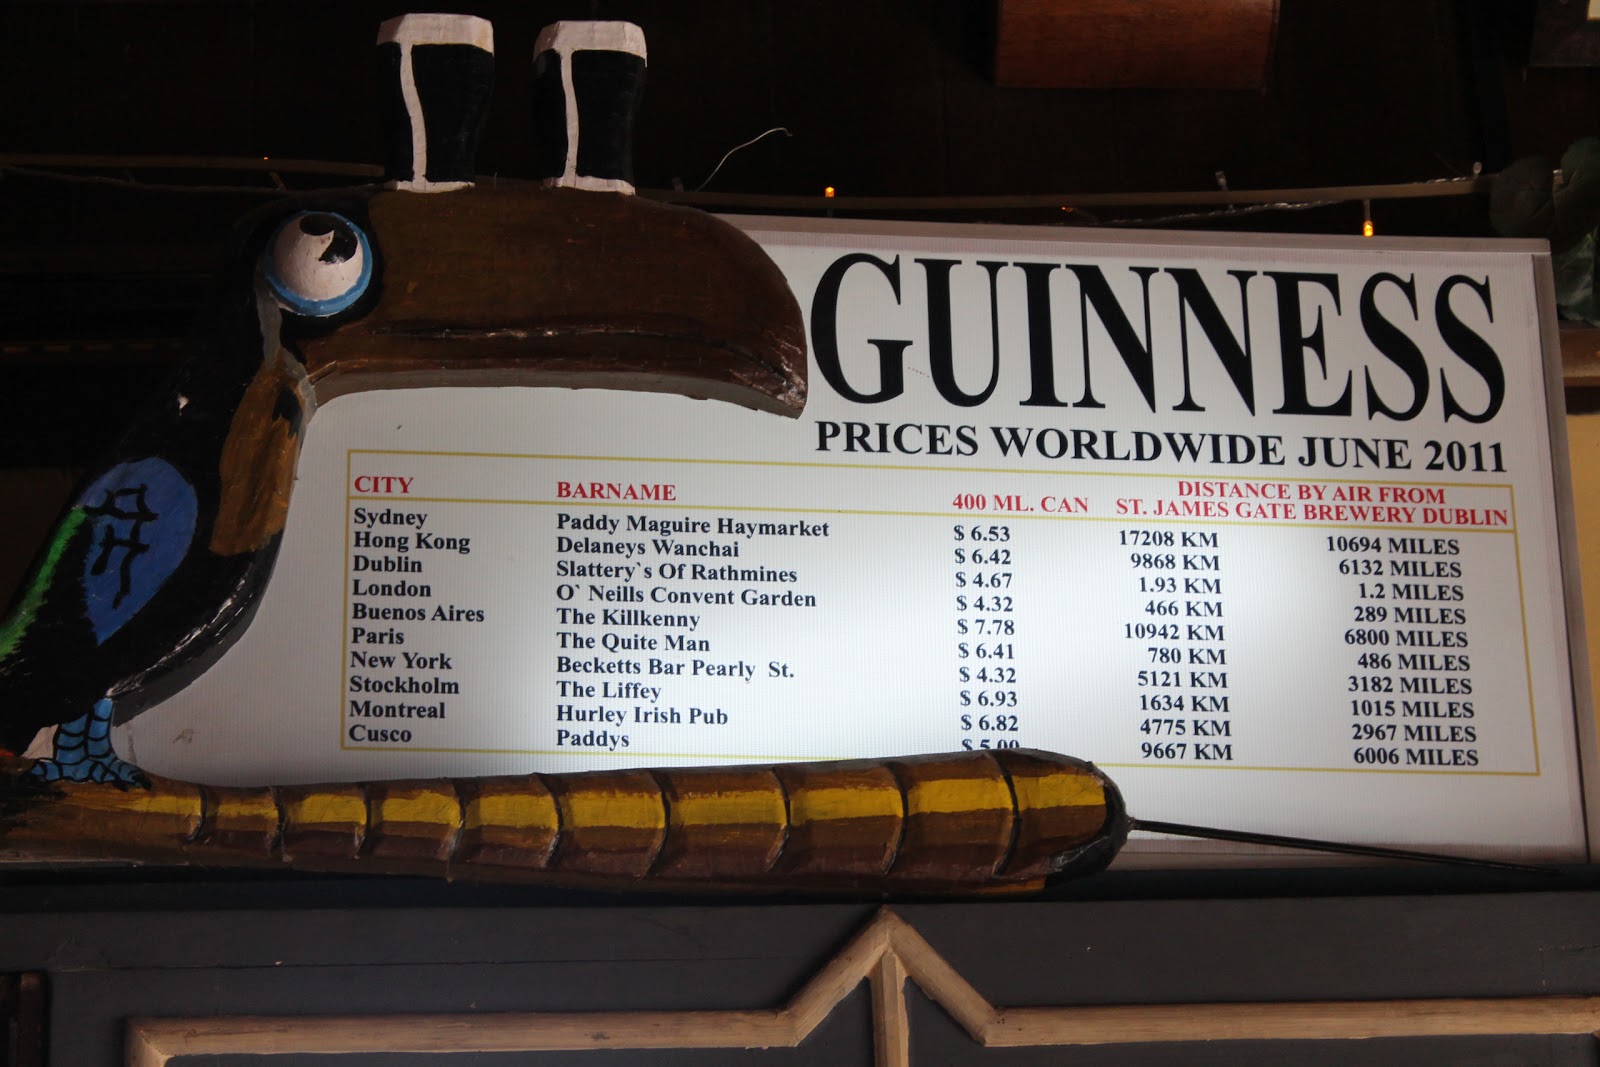 GUINNESS
PRICES WORLDWIDE JUNE 2011
CITY BARNAME 400 ML. CAN DISTANCE BY AIR FROM
ST. JAMES GATE BREWERY DUBLIN
Sydney Paddy Maguire Haymarket $ 6.53 17208 KM 10694 MILES
Hong Kong Delaneys Wanchai $ 6.42 9868 KM 6132 MILES
Dublin Slattery`s Of Rathmines $ 4.67 1.93 KM 1.2 MILES
London O` Neills Convent Garden $ 4.32 466 KM 289 MILES
Buenos Aires The Killkenny $ 7.78 10942 KM 6800 MILES
Paris The Quite Man $ 6.41 780 KM 486 MILES
New York Becketts Bar Pearly St. $ 4.32 5121 KM 3182 MILES
Stockholm The Liffey $ 6.93 1634 KM 1015 MILES
Montreal Hurley Irish Pub $ 6.82 4775 KM 2967 MILES
Cusco Paddys $ 5.00 9667 KM 6006 MILES